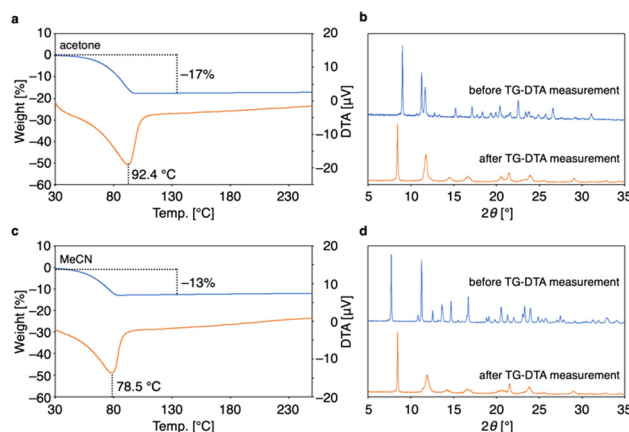 a
acetone
Weight [%]
10
0
−10
−20
−30
−40
−50
−60
−17%
92.4 °C
20
10
0
−10
−20
DTA [μV]
30
80
130
180
230
Temp. [°C]
b
before TG-DTA measurement
after TG-DTA measurement
5
10
15
20
25
30
35
2θ [°]
c
MeCN
Weight [%]
10
0
−10
−20
−30
−40
−50
−60
−13%
78.5 °C
20
10
0
−10
−20
DTA [μV]
30
80
130
180
230
Temp. [°C]
d
before TG-DTA measurement
after TG-DTA measurement
5
10
15
20
25
30
35
2θ [°]